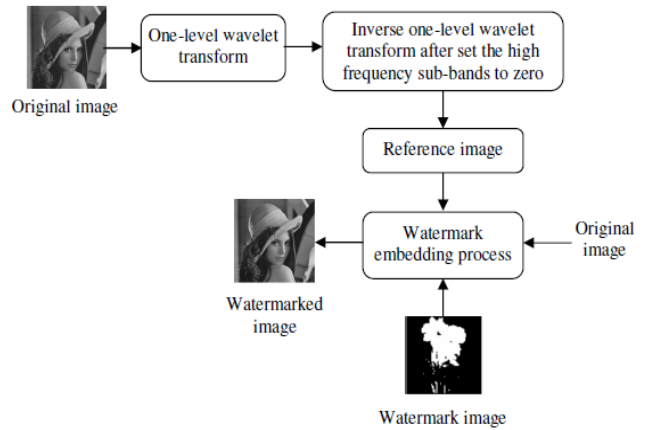 One-level wavelet
transform
Inverse one-level wavelet
transform after set the high
frequency sub-bands to zero
Original image
Reference image
Watermark
embedding process
Original
image
Watermarked
image
Watermark image